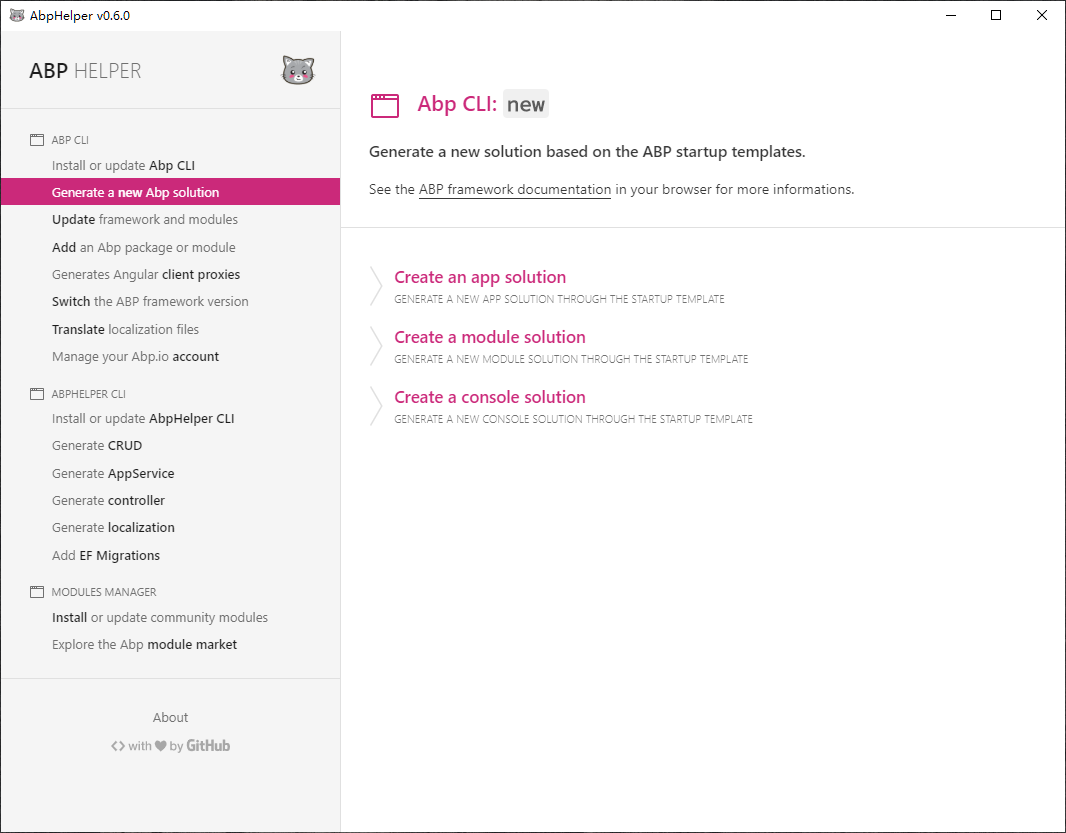 AbpHelper v0.6.0
ABP HELPER
ABP CLI
Install or update Abp CLI
Generate a new Abp solution
Update framework and modules
Add an Abp package or module
Generates Angular client proxies
Switch the ABP framework version
Translate localization files
Manage your Abp.io account
ABPHELPER CLI
Install or update AbpHelper CLI
Generate CRUD
Generate AppService
Generate controller
Generate localization
Add EF Migrations
MODULES MANAGER
Install or update community modules
Explore the Abp module market
About
<> with ♥ by GitHub
Abp CLI: new
Generate a new solution based on the ABP startup templates.
See the ABP framework documentation in your browser for more informations.
Create an app solution
GENERATE A NEW APP SOLUTION THROUGH THE STARTUP TEMPLATE
Create a module solution
GENERATE A NEW MODULE SOLUTION THROUGH THE STARTUP TEMPLATE
Create a console solution
GENERATE A NEW CONSOLE SOLUTION THROUGH THE STARTUP TEMPLATE